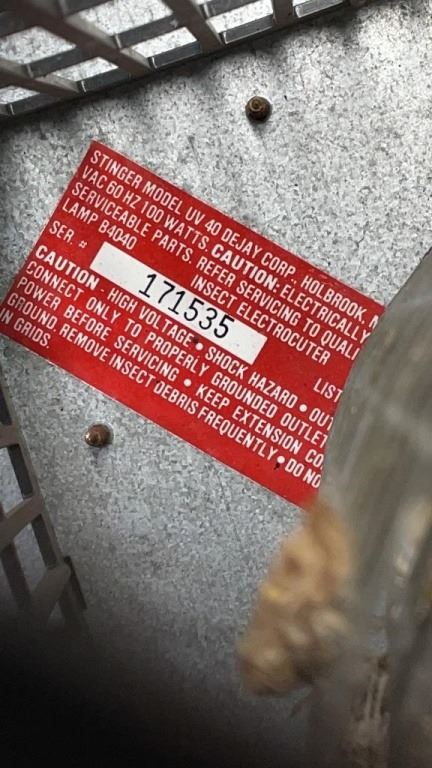 STINGER MODEL UV 40 DEJAY CORP. HOLBROOK,
VAC 60 HZ 100 WATTS. CAUTION: ELECTRICALLY
SERVICEABLE PARTS. REFER SERVICING TO QUALI
LAMP B4040 INSECT ELECTROCUTER
SER. # 171535 LIST
CAUTION: HIGH VOLTAGE • SHOCK HAZARD • OUT
CONNECT ONLY TO PROPERLY GROUNDED OUTLET
POWER BEFORE SERVICING • KEEP EXTENSION CO
GROUND. REMOVE INSECT DEBRIS FREQUENTLY • DO NO
IN GRIDS.